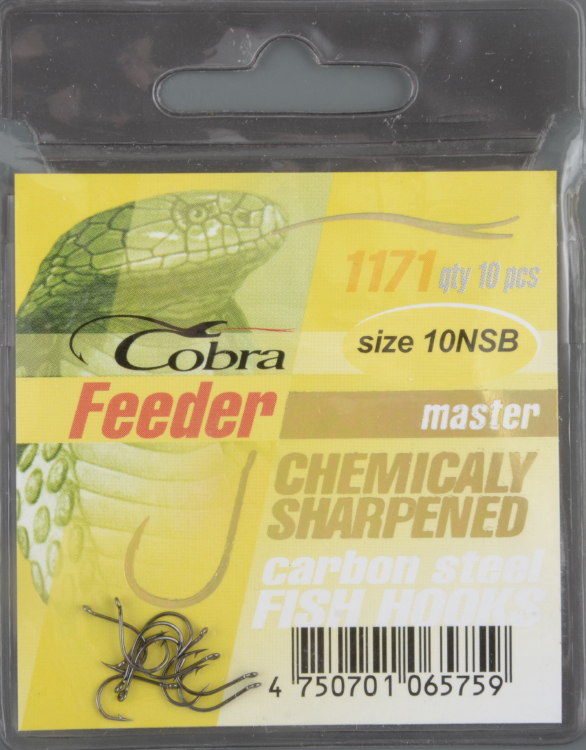 1171 qty 10 pcs
size 10NSB
Cobra
Feeder master
CHEMICALY
SHARPENED
carbon steel
FISH HOOKS
4 750701 065759